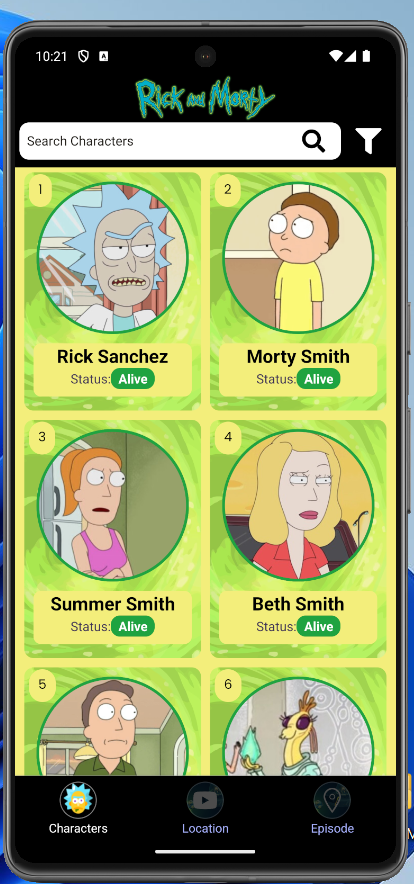 10:21 A
Rick and Morty
Search Characters
1 2
Rick Sanchez Morty Smith
Status: Alive Status: Alive
3 4
Summer Smith Beth Smith
Status: Alive Status: Alive
5 6
Characters Location Episode